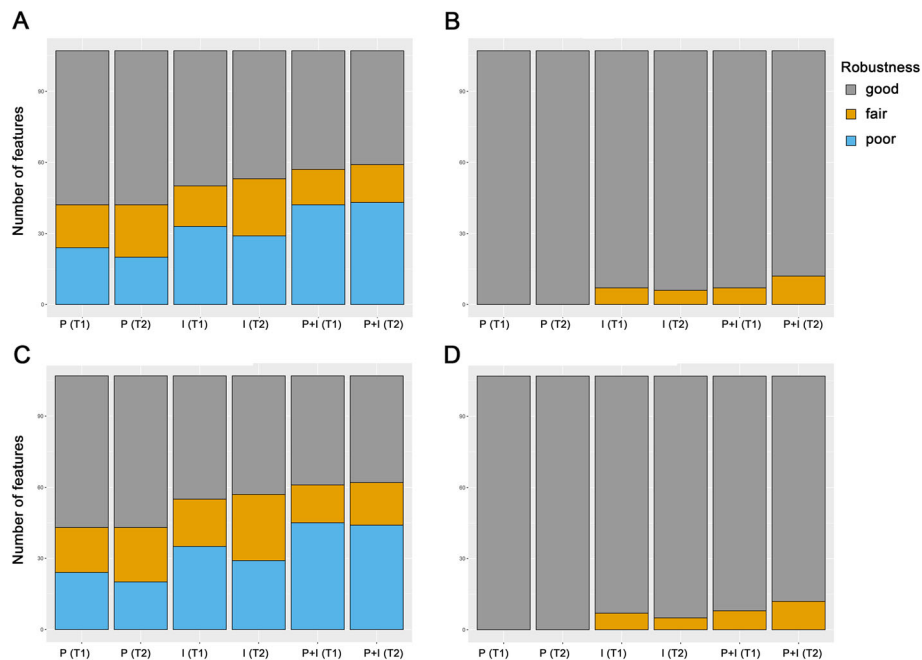 A
B
Number of features
90
60
30
0
P (T1) P (T2) I (T1) I (T2) P+I (T1) P+I (T2)
90
60
30
0
P (T1) P (T2) I (T1) I (T2) P+I (T1) P+I (T2)
Robustness
good
fair
poor
C
D
Number of features
90
60
30
0
P (T1) P (T2) I (T1) I (T2) P+I (T1) P+I (T2)
90
60
30
0
P (T1) P (T2) I (T1) I (T2) P+I (T1) P+I (T2)